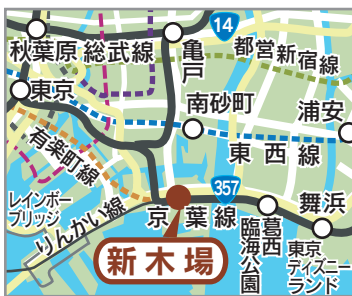 14
秋葉原
総武線
亀戸
都営新宿線
東京
南砂町
浦安
有楽町線
東西線
レインボー
ブリッジ
りんかい線
京葉線
357
葛西
臨海公園
舞浜
東京
ディズニー
ランド
新木場